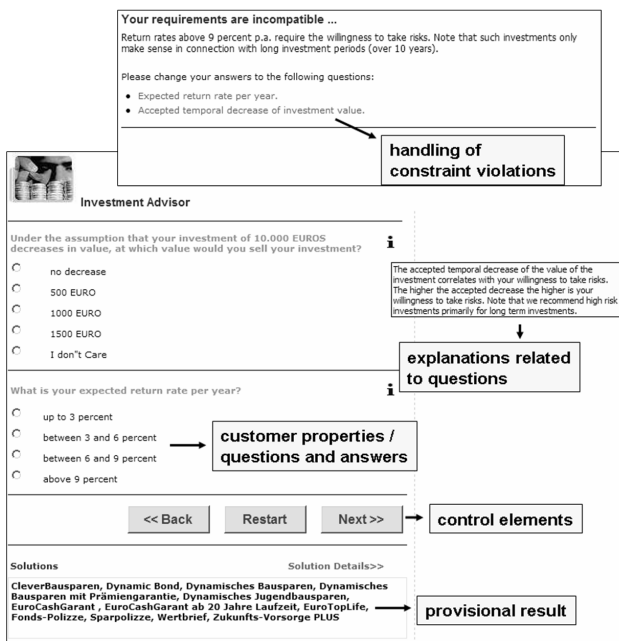 Your requirements are incompatible ...
Return rates above 9 percent p.a. require the willingness to take risks. Note that such investments only
make sense in connection with long investment periods (over 10 years).
Please change your answers to the following questions:
Expected return rate per year.
Accepted temporal decrease of investment value.
handling of
constraint violations
Investment Advisor
Under the assumption that your investment of 10.000 EUROS
decreases in value, at which value would you sell your investment?
i
no decrease
500 EURO
1000 EURO
1500 EURO
I don"t Care
The accepted temporal decrease of the value of the
investment correlates with your willingness to take risks.
The higher the accepted decrease the higher is your
willingness to take risks. Note that we recommend high risk
investments primarily for long term investments.
explanations related
to questions
What is your expected return rate per year?
i
up to 3 percent
between 3 and 6 percent
between 6 and 9 percent
above 9 percent
customer properties /
questions and answers
<< Back
Restart
Next >>
control elements
Solutions
Solution Details>>
CleverBausparen, Dynamic Bond, Dynamisches Bausparen, Dynamisches
Bausparen mit Prämiengarantie, Dynamisches Jugendbausparen,
EuroCashGarant , EuroCashGarant ab 20 Jahre Laufzeit, EuroTopLife,
Fonds-Polizze, Sparpolizze, Wertbrief, Zukunfts-Vorsorge PLUS
provisional result